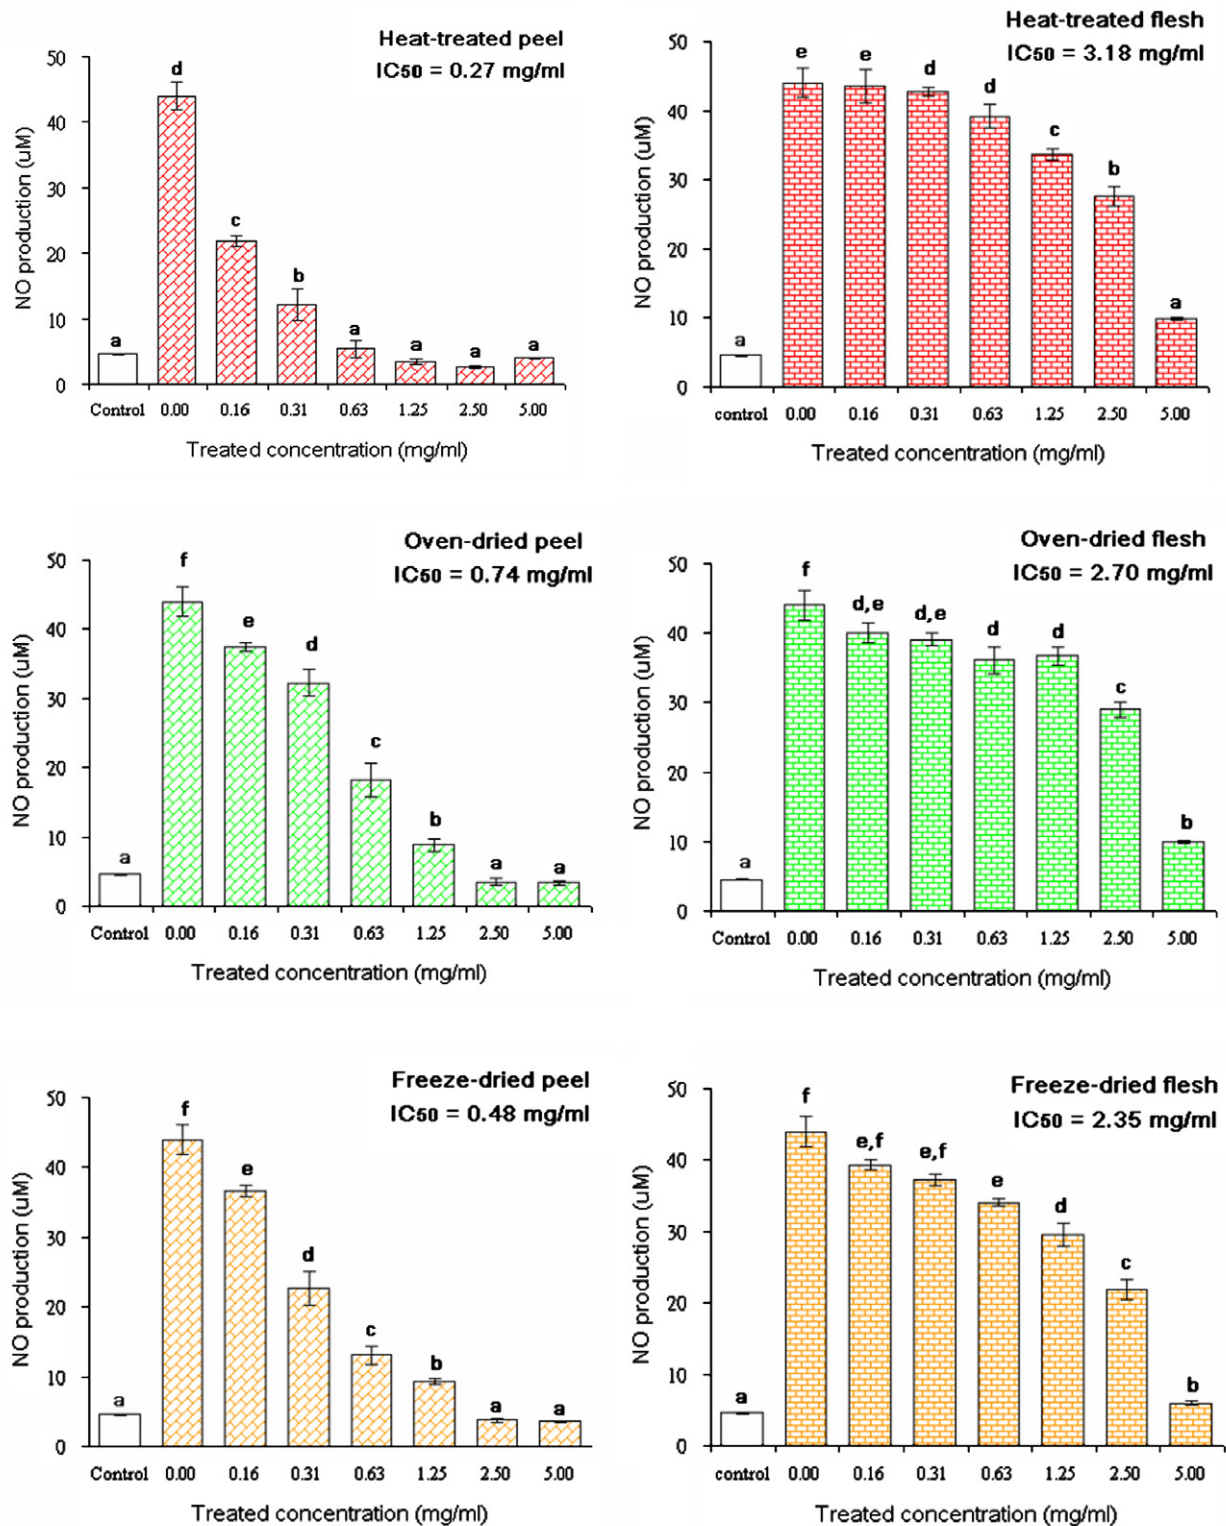 Heat-treated peel
IC50 = 0.27 mg/ml
NO production (uM)
50
40
30
20
10
0
a
d
c
b
a
a
a
a
Control 0.00 0.16 0.31 0.63 1.25 2.50 5.00
Treated concentration (mg/ml)
Heat-treated flesh
IC50 = 3.18 mg/ml
NO production (uM)
50
40
30
20
10
0
a
e
e
d
d
c
b
a
control 0.00 0.16 0.31 0.63 1.25 2.50 5.00
Treated concentration (mg/ml)
Oven-dried peel
IC50 = 0.74 mg/ml
NO production (uM)
50
40
30
20
10
0
a
f
e
d
c
b
a
a
Control 0.00 0.16 0.31 0.63 1.25 2.50 5.00
Treated concentration (mg/ml)
Oven-dried flesh
IC50 = 2.70 mg/ml
NO production (uM)
50
40
30
20
10
0
a
f
d,e
d,e
d
d
c
b
Control 0.00 0.16 0.31 0.63 1.25 2.50 5.00
Treated concentration (mg/ml)
Freeze-dried peel
IC50 = 0.48 mg/ml
NO production (uM)
50
40
30
20
10
0
a
f
e
d
c
b
a
a
Control 0.00 0.16 0.31 0.63 1.25 2.50 5.00
Treated concentration (mg/ml)
Freeze-dried flesh
IC50 = 2.35 mg/ml
NO production (uM)
50
40
30
20
10
0
a
f
e,f
e,f
e
d
c
b
control 0.00 0.16 0.31 0.63 1.25 2.50 5.00
Treated concentration (mg/ml)